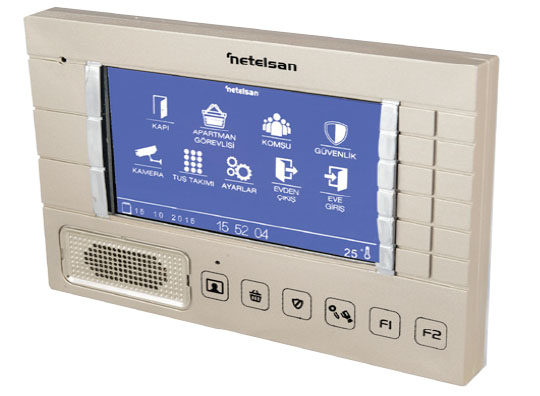 netelsan
netelsan
KAPI
APARTMAN
GÖREVLİSİ
KOMŞU
GÜVENLİK
KAMERA
TUŞ TAKIMI
AYARLAR
EVDEN
ÇIKIŞ
EVE
GİRİŞ
15 10 2015
15 52 04
25 °
F1
F2